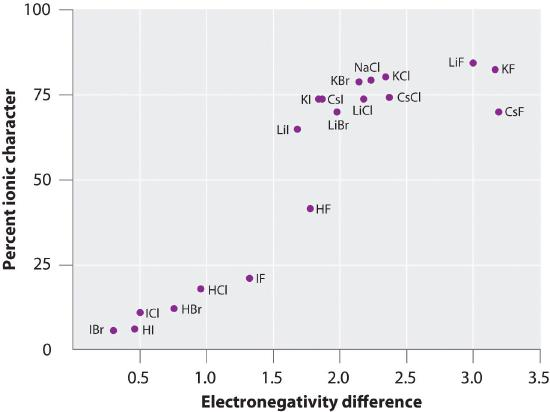 100
75
50
25
0
Percent ionic character
LiF
KF
NaCl
KBr
KCl
KI
CsI
CsCl
LiCl
LiBr
CsF
LiI
HF
IF
HCl
HBr
ICl
IBr
HI
0.5 1.0 1.5 2.0 2.5 3.0 3.5
Electronegativity difference